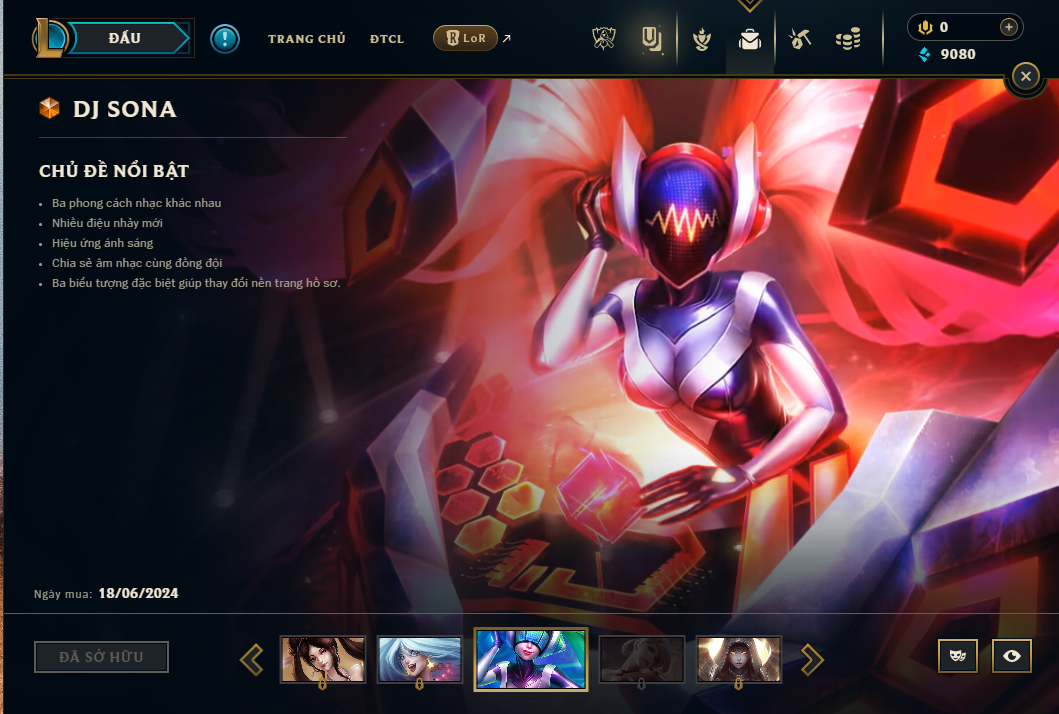 ĐẤU
TRANG CHỦ
ĐTCL
LoR
0
9080
DJ SONA
CHỦ ĐỀ NỔI BẬT
Ba phong cách nhạc khác nhau
Nhiều điệu nhảy mới
Hiệu ứng ánh sáng
Chia sẻ âm nhạc cùng đồng đội
Ba biểu tượng đặc biệt giúp thay đổi nền trang hồ sơ.
Ngày mua: 18/06/2024
ĐÃ SỞ HỮU